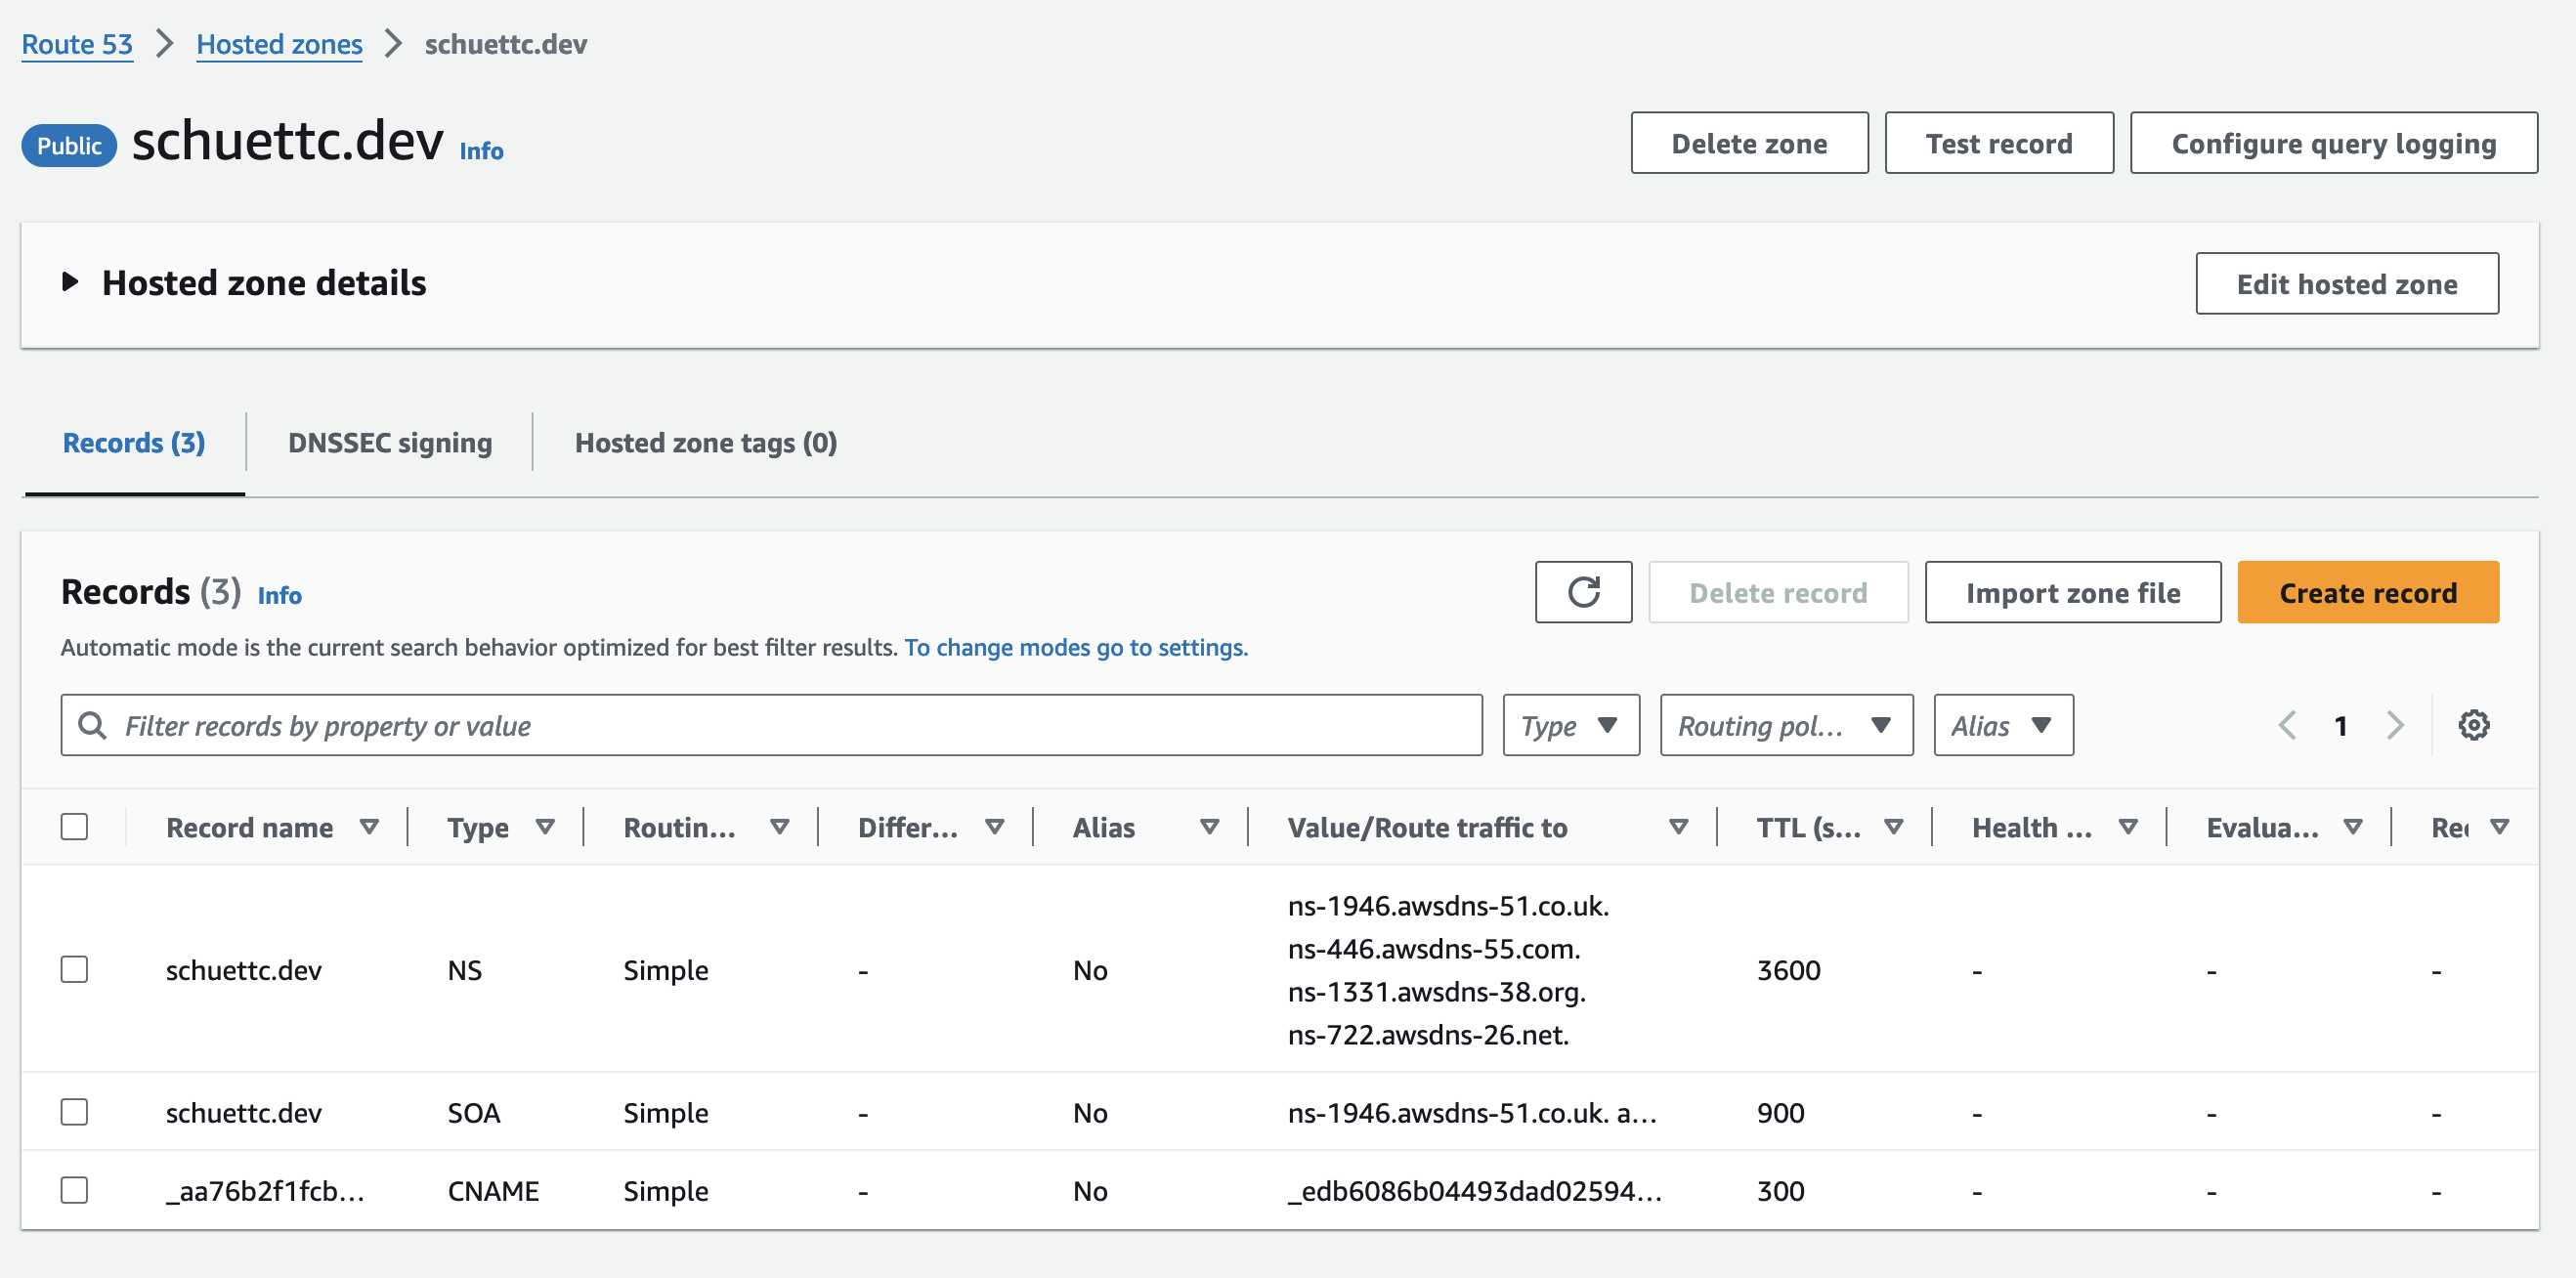 Route 53 > Hosted zones > schuettc.dev
Public schuettc.dev Info
Delete zone Test record Configure query logging
Hosted zone details Edit hosted zone
Records (3) DNSSEC signing Hosted zone tags (0)
Records (3) Info
Delete record Import zone file Create record
Automatic mode is the current search behavior optimized for best filter results. To change modes go to settings.
Filter records by property or value Type Routing pol... Alias 1
Record name Type Routin... Differ... Alias Value/Route traffic to TTL (s... Health ... Evalua... Rec
ns-1946.awsdns-51.co.uk.
ns-446.awsdns-55.com.
schuettc.dev NS Simple - No 3600 - - -
ns-1331.awsdns-38.org.
ns-722.awsdns-26.net.
schuettc.dev SOA Simple - No ns-1946.awsdns-51.co.uk. a... 900 - - -
_aa76b2f1fcb... CNAME Simple - No _edb6086b04493dad02594... 300 - - -